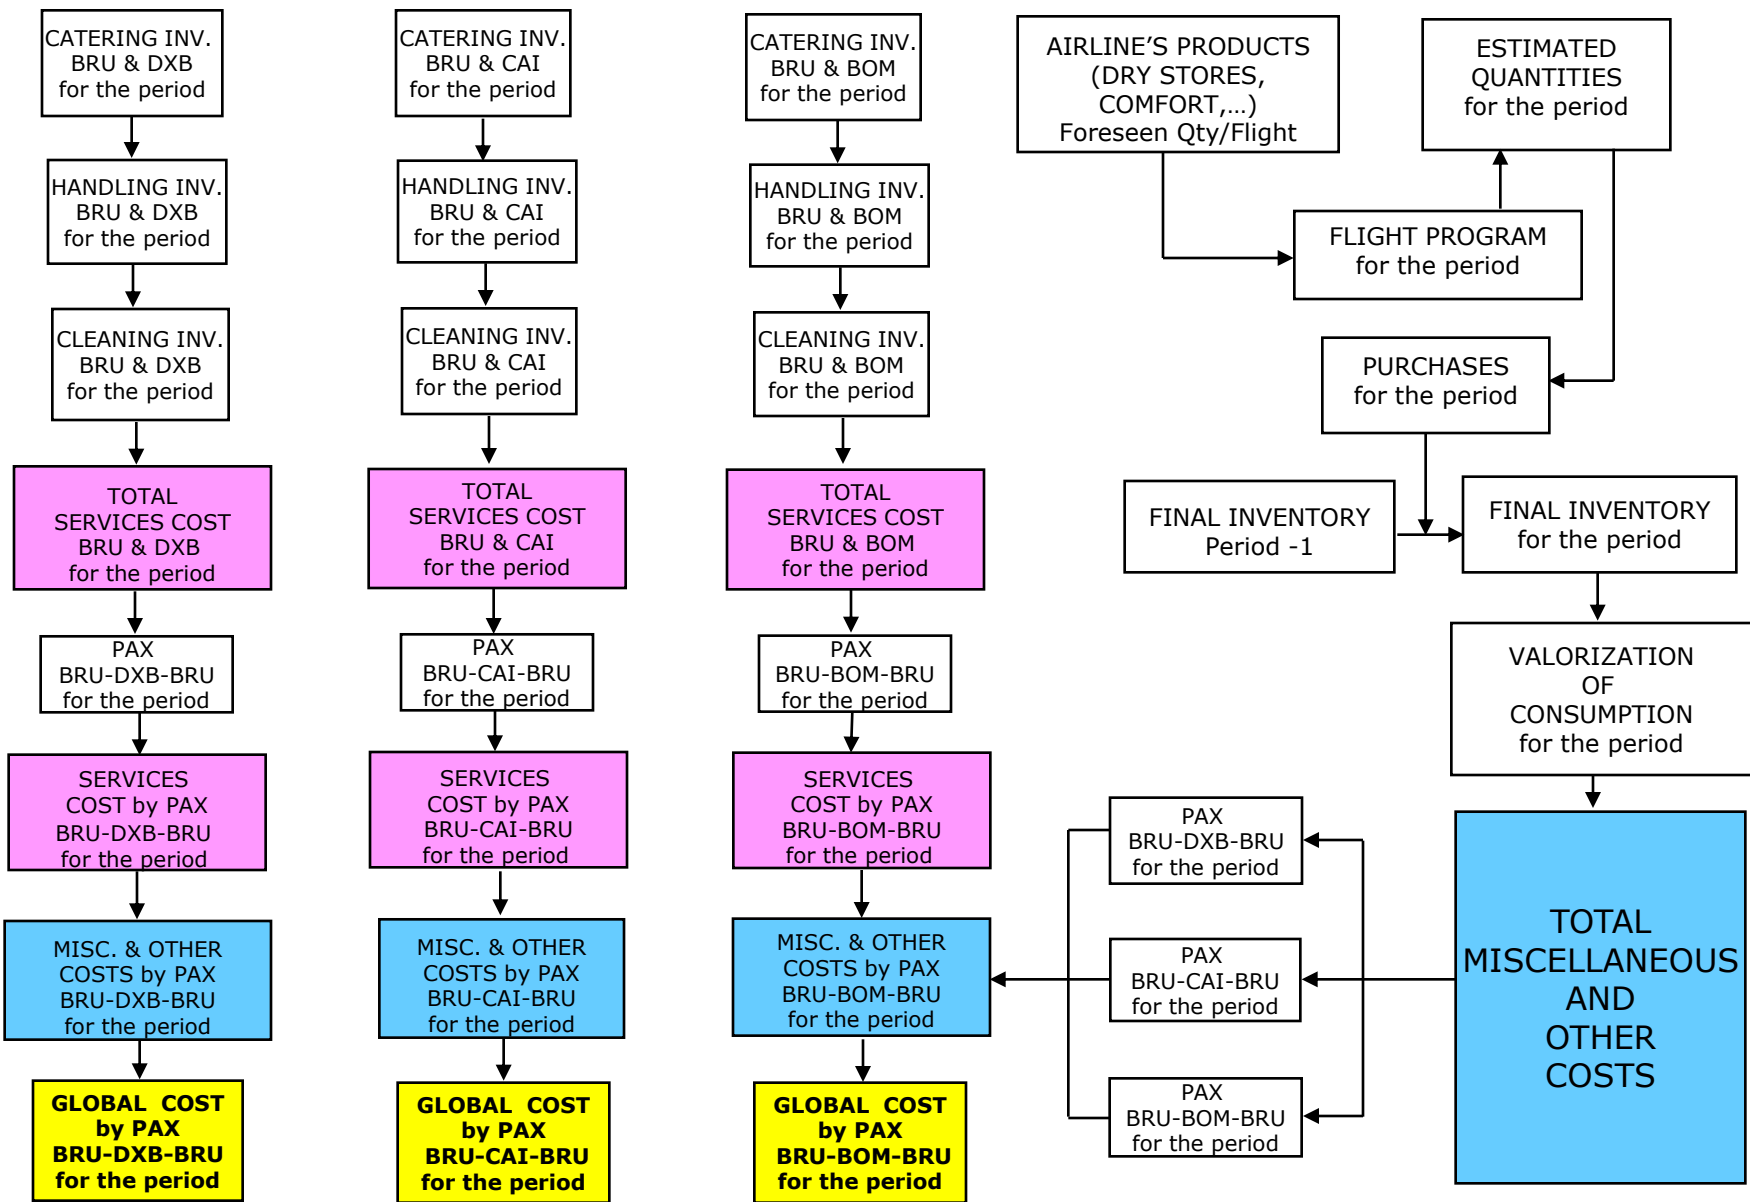 CATERING INV.
BRU & DXB
for the period
HANDLING INV.
BRU & DXB
for the period
CLEANING INV.
BRU & DXB
for the period
TOTAL
SERVICES COST
BRU & DXB
for the period
PAX
BRU-DXB-BRU
for the period
SERVICES
COST by PAX
BRU-DXB-BRU
for the period
MISC. & OTHER
COSTS by PAX
BRU-DXB-BRU
for the period
GLOBAL COST
by PAX
BRU-DXB-BRU
for the period
CATERING INV.
BRU & CAI
for the period
HANDLING INV.
BRU & CAI
for the period
CLEANING INV.
BRU & CAI
for the period
TOTAL
SERVICES COST
BRU & CAI
for the period
PAX
BRU-CAI-BRU
for the period
SERVICES
COST by PAX
BRU-CAI-BRU
for the period
MISC. & OTHER
COSTS by PAX
BRU-CAI-BRU
for the period
GLOBAL COST
by PAX
BRU-CAI-BRU
for the period
CATERING INV.
BRU & BOM
for the period
HANDLING INV.
BRU & BOM
for the period
CLEANING INV.
BRU & BOM
for the period
TOTAL
SERVICES COST
BRU & BOM
for the period
PAX
BRU-BOM-BRU
for the period
SERVICES
COST by PAX
BRU-BOM-BRU
for the period
MISC. & OTHER
COSTS by PAX
BRU-BOM-BRU
for the period
GLOBAL COST
by PAX
BRU-BOM-BRU
for the period
AIRLINE'S PRODUCTS
(DRY STORES,
COMFORT,...)
Foreseen Qty/Flight
ESTIMATED
QUANTITIES
for the period
FLIGHT PROGRAM
for the period
PURCHASES
for the period
FINAL INVENTORY
Period -1
FINAL INVENTORY
for the period
VALORIZATION
OF
CONSUMPTION
for the period
PAX
BRU-DXB-BRU
for the period
PAX
BRU-CAI-BRU
for the period
PAX
BRU-BOM-BRU
for the period
TOTAL
MISCELLANEOUS
AND
OTHER
COSTS